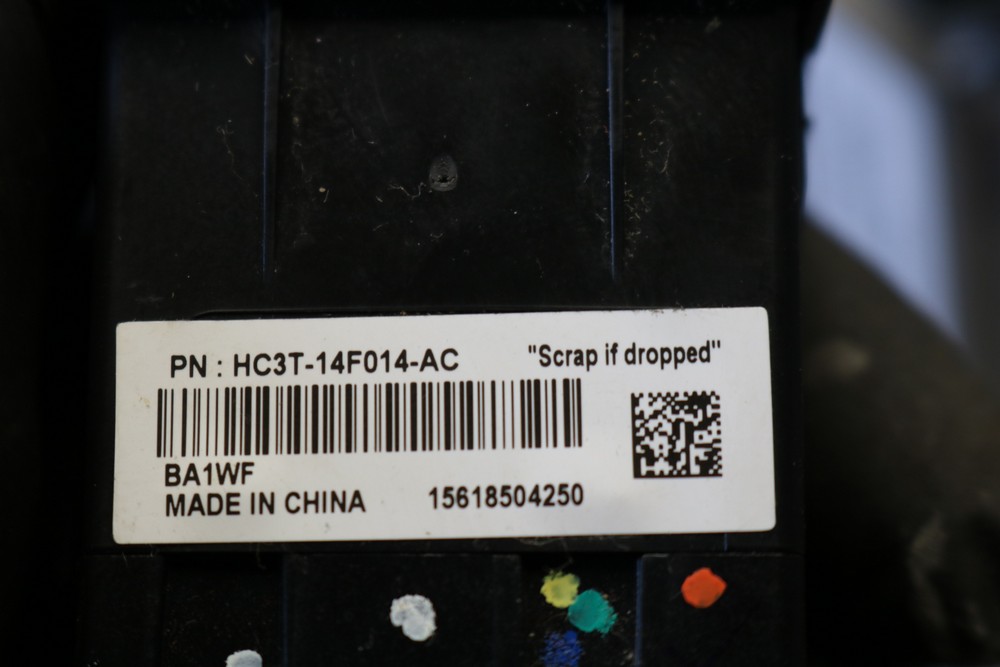 PN : HC3T-14F014-AC
"Scrap if dropped"
BA1WF
MADE IN CHINA
15618504250